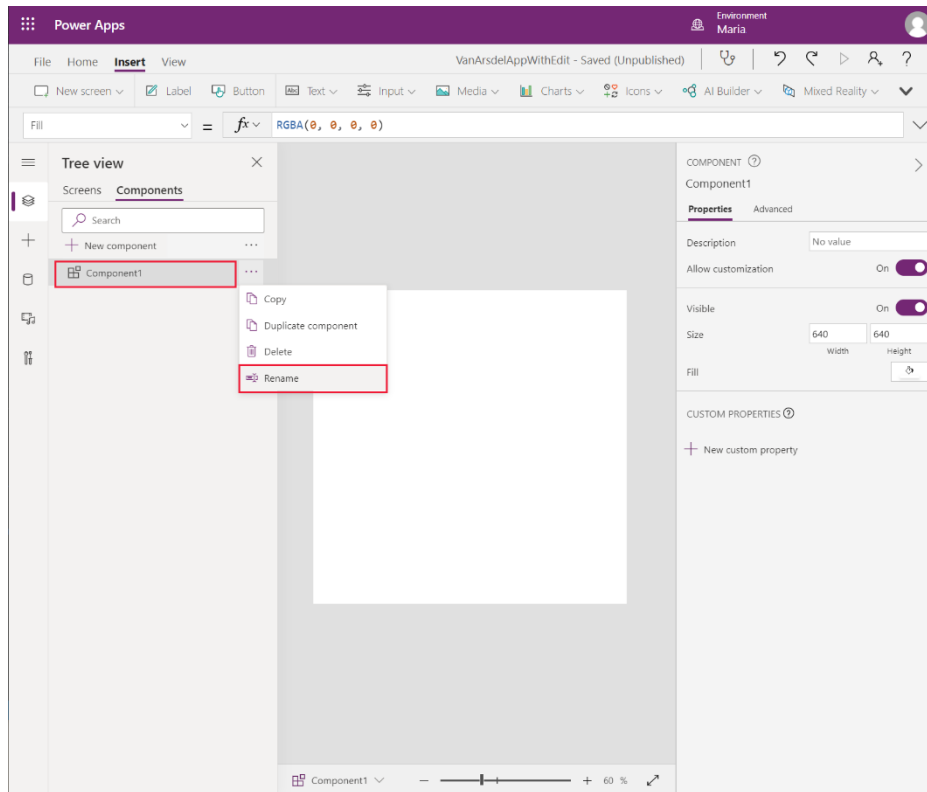 Power Apps
Environment
Maria
File Home Insert View
VanArsdelAppWithEdit - Saved (Unpublished)
New screen Label Button Text Input Media Charts Icons AI Builder Mixed Reality
Fill = fx RGBA(0, 0, 0, 0)
Tree view
Screens Components
Search
New component
Component1
Copy
Duplicate component
Delete
Rename
COMPONENT
Component1
Properties Advanced
Description No value
Allow customization On
Visible On
Size 640 640
Width Height
Fill
CUSTOM PROPERTIES
New custom property
Component1
60 %